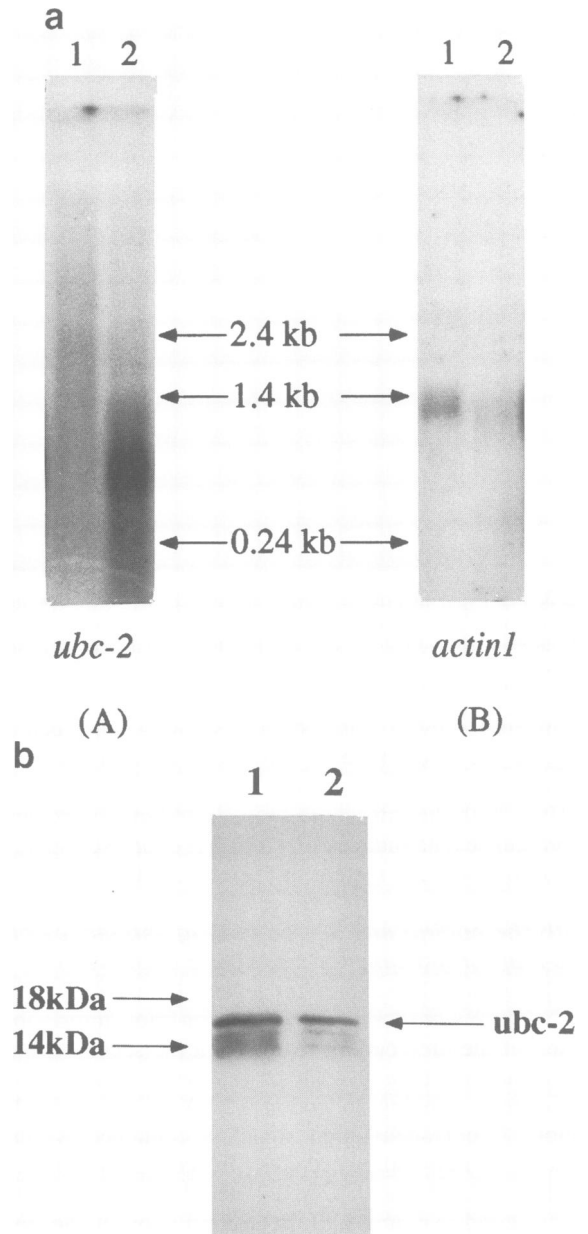 a
1 2 1 2
2.4 kb
1.4 kb
0.24 kb
ubc-2 actin1
(A) (B)
b
1 2
18kDa
ubc-2
14kDa